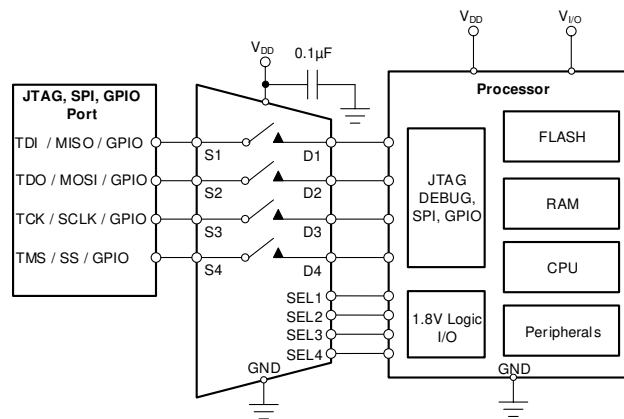 VDD
0.1µF
JTAG, SPI, GPIO
Port
TDI / MISO / GPIO
TDO / MOSI / GPIO
TCK / SCLK / GPIO
TMS / SS / GPIO
S1
D1
S2
D2
S3
D3
S4
D4
SEL1
SEL2
SEL3
SEL4
GND
VDD
VI/O
Processor
JTAG
DEBUG,
SPI, GPIO
1.8V Logic
I/O
FLASH
RAM
CPU
Peripherals
GND